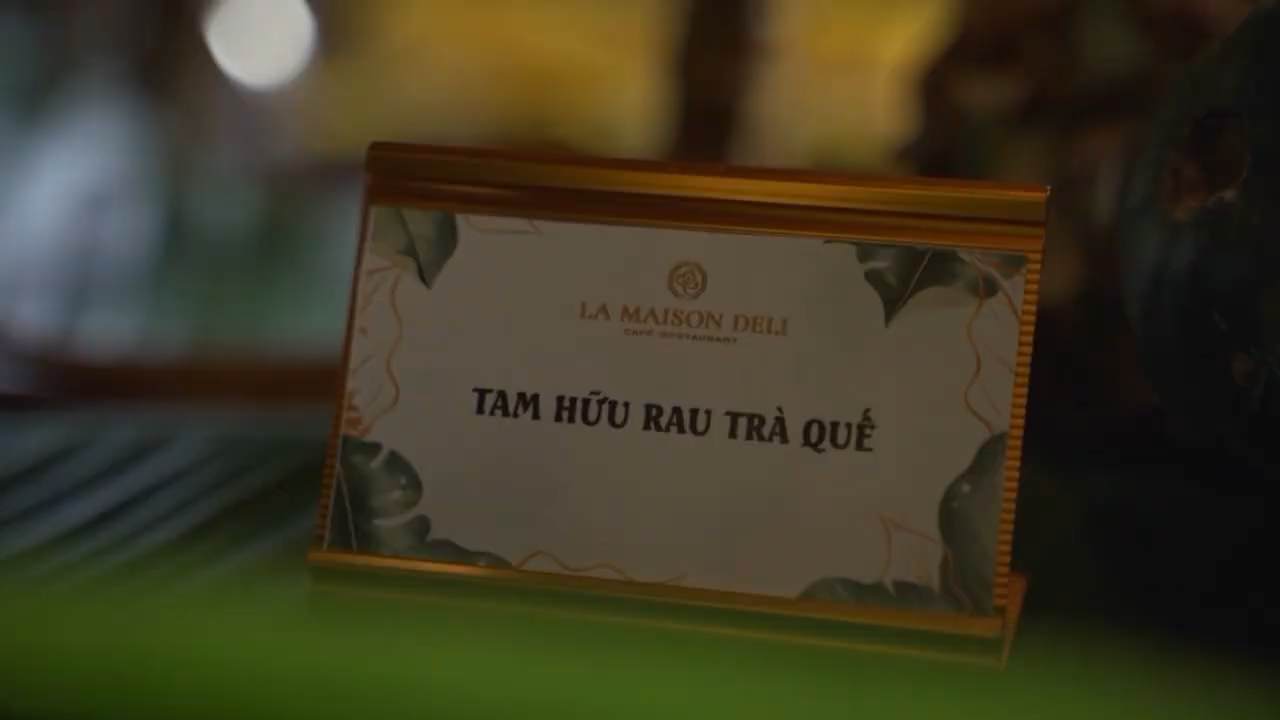 LA MAISON DELI
CAFÉ-RESTAURANT
TAM HỮU RAU TRÀ QUẾ